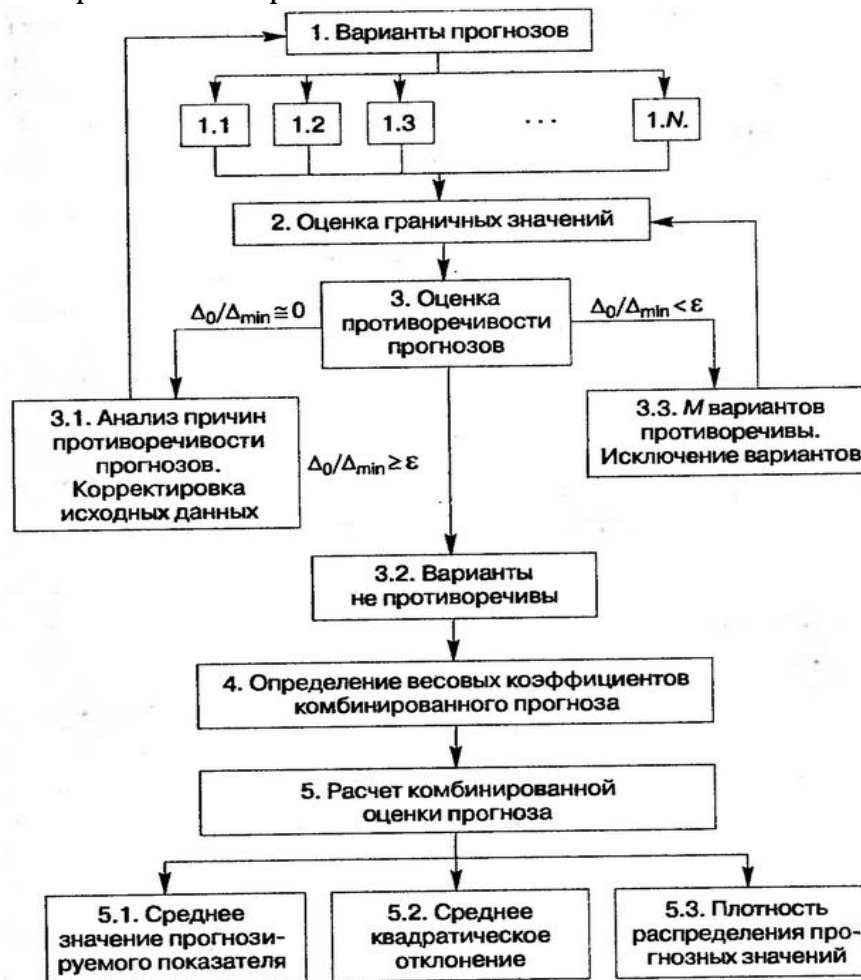 1. Варианты прогнозов
1.1
1.2
1.3
. . .
1.N.
2. Оценка граничных значений
Δ₀/Δmin ≅ 0
3. Оценка
противоречивости
прогнозов
Δ₀/Δmin < ε
3.1. Анализ причин
противоречивости
прогнозов.
Корректировка
исходных данных
Δ₀/Δmin ≥ ε
3.3. М вариантов
противоречивы.
Исключение вариантов
3.2. Варианты
не противоречивы
4. Определение весовых коэффициентов
комбинированного прогноза
5. Расчет комбинированной
оценки прогноза
5.1. Среднее
значение прогнози-
руемого показателя
5.2. Среднее
квадратическое
отклонение
5.3. Плотность
распределения про-
гнозных значений